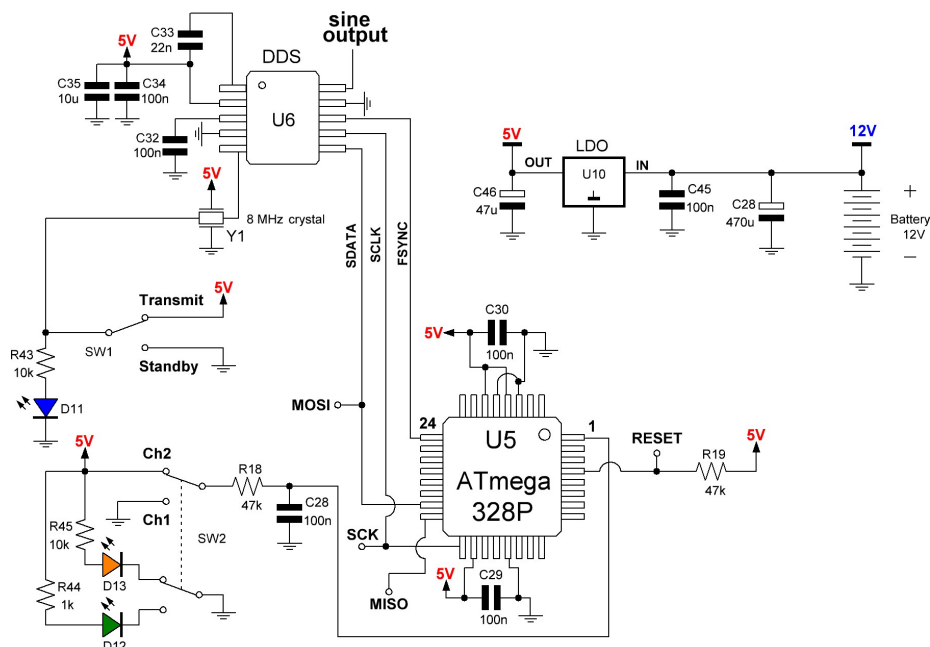 sine
output
C33
22n
5V
DDS
C35
10u
C34
100n
U6
C32
100n
5V
8 MHz crystal
Y1
5V
LDO
12V
OUT
U10
IN
C46
47u
C45
100n
C28
470u
+
Battery
12V
−
SDATA
SCLK
FSYNC
Transmit
5V
SW1
Standby
R43
10k
D11
C30
5V
100n
MOSI
24
1
U5
ATmega
328P
RESET
5V
R19
47k
5V
Ch2
R18
47k
C28
100n
Ch1
SW2
R45
10k
D13
R44
1k
D12
SCK
MISO
5V
C29
100n